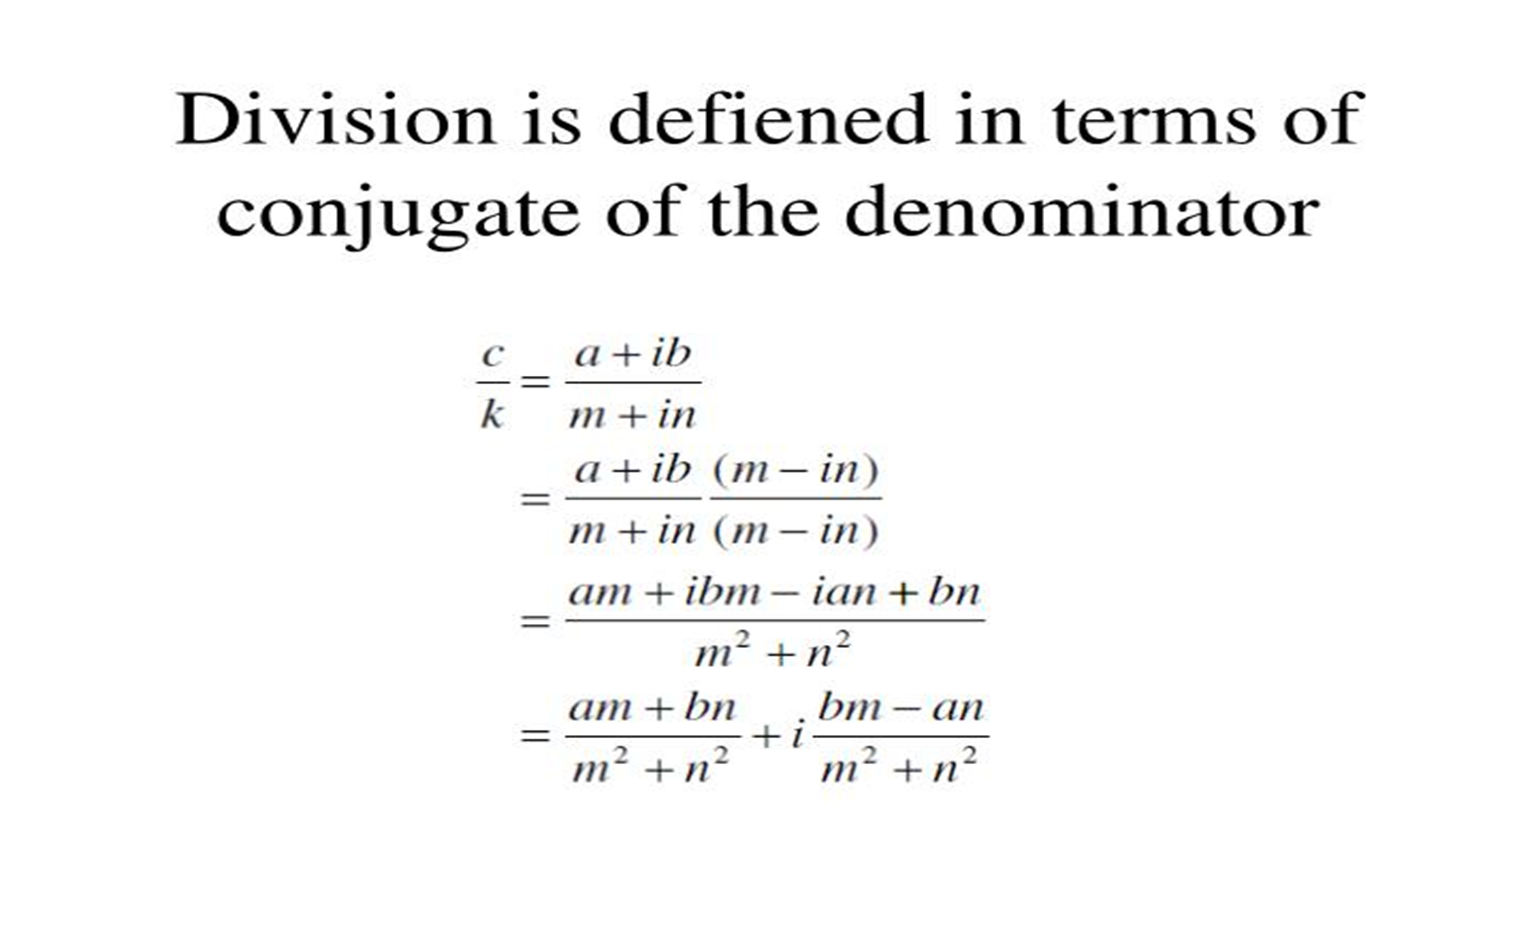 Division is defiened in terms of
conjugate of the denominator
c/k = (a + ib)/(m + in)
= (a + ib)/(m + in) (m − in)/(m − in)
= (am + ibm − ian + bn)/(m² + n²)
= (am + bn)/(m² + n²) + i (bm − an)/(m² + n²)